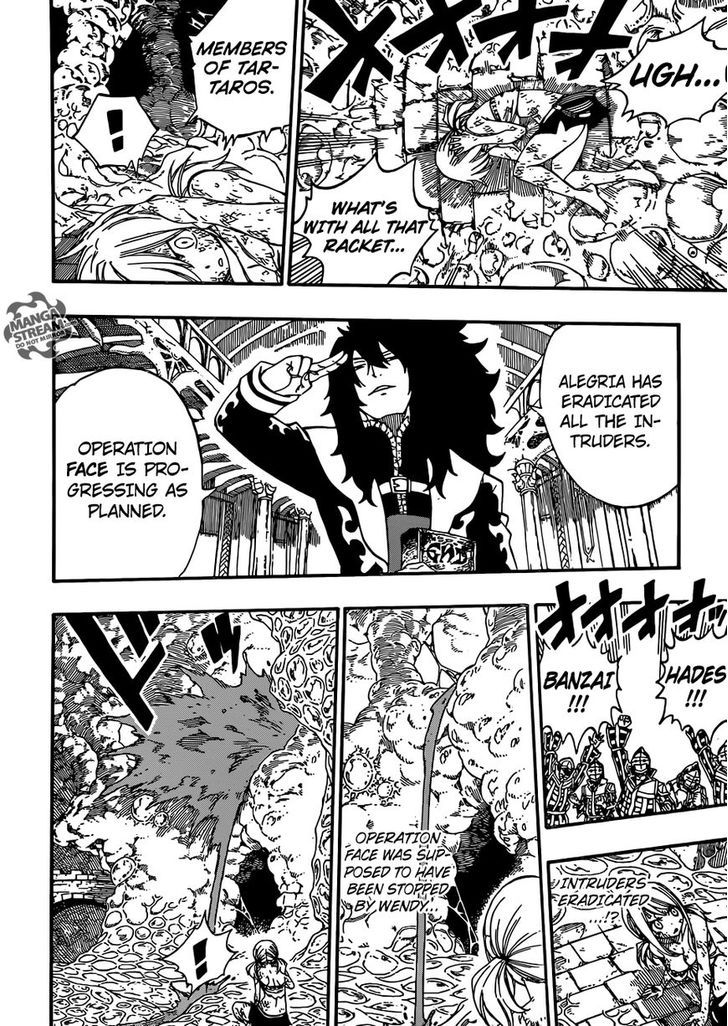 UGH...
WHAT'S
WITH ALL THAT
RACKET...
MEMBERS
OF TAR-
TAROS.
!
MANGA
STREAM
ALEGRIA HAS
ERADICATED
ALL THE IN-
TRUDERS.
OPERATION
FACE IS PRO-
GRESSING AS
PLANNED.
GHD
HADES
!!!
BANZAI
!!!
INTRUDERS
ERADICATED
...!?
OPERATION
FACE WAS SUP-
POSED TO HAVE
BEEN STOPPED
BY WENDY...
!